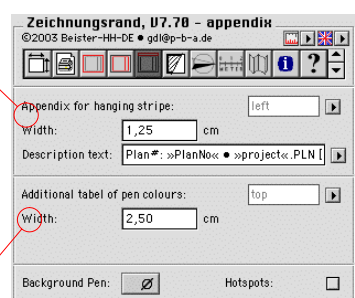 Zeichnungsrand, U7.70 - appendix
©2003 Beister-HH-DE ● gdl@p-b-a.de
Appendix for hanging stripe: left
Width: 1,25 cm
Description text: Plan#: »PlanNo« ● »project«.PLN [
Additional tabel of pen colours: top
Width: 2,50 cm
Background Pen: Ø Hotspots: